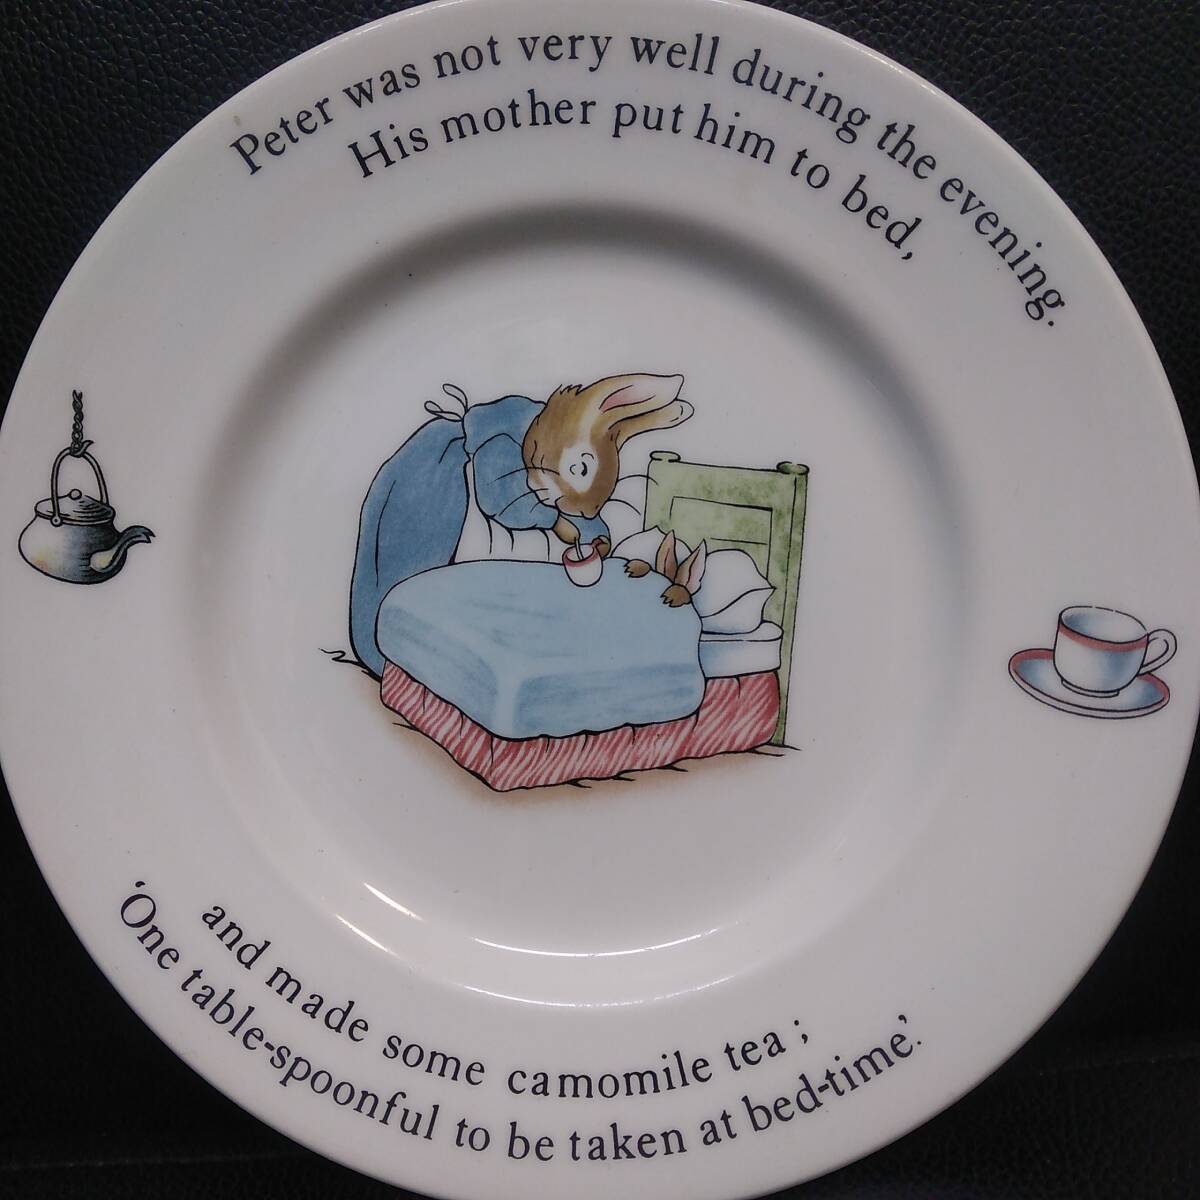 Peter was not very well during the evening.
His mother put him to bed,
and made some camomile tea;
'One table-spoonful to be taken at bed-time'.